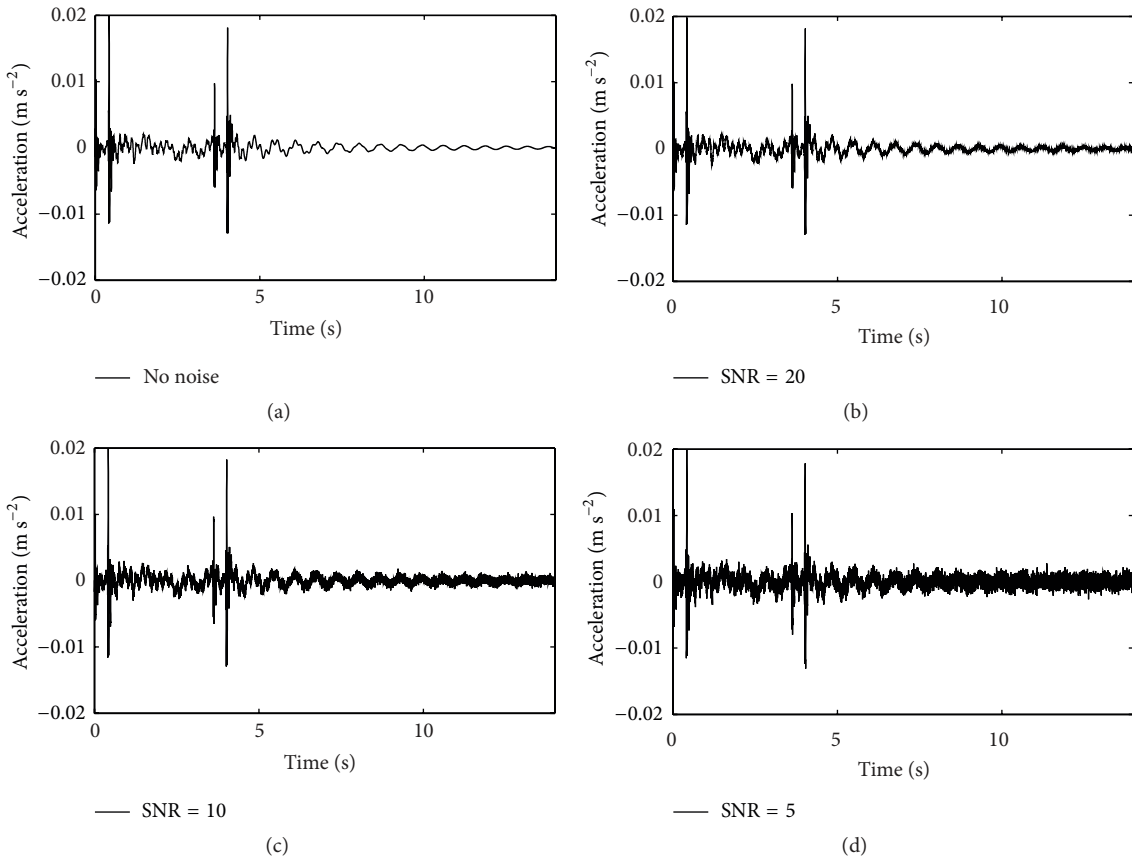 0.02
0.01
0
−0.01
−0.02
Acceleration (m s−2)
0 5 10
Time (s)
No noise
(a)
0.02
0.01
0
−0.01
−0.02
Acceleration (m s−2)
0 5 10
Time (s)
SNR = 20
(b)
0.02
0.01
0
−0.01
−0.02
Acceleration (m s−2)
0 5 10
Time (s)
SNR = 10
(c)
0.02
0.01
0
−0.01
−0.02
Acceleration (m s−2)
0 5 10
Time (s)
SNR = 5
(d)